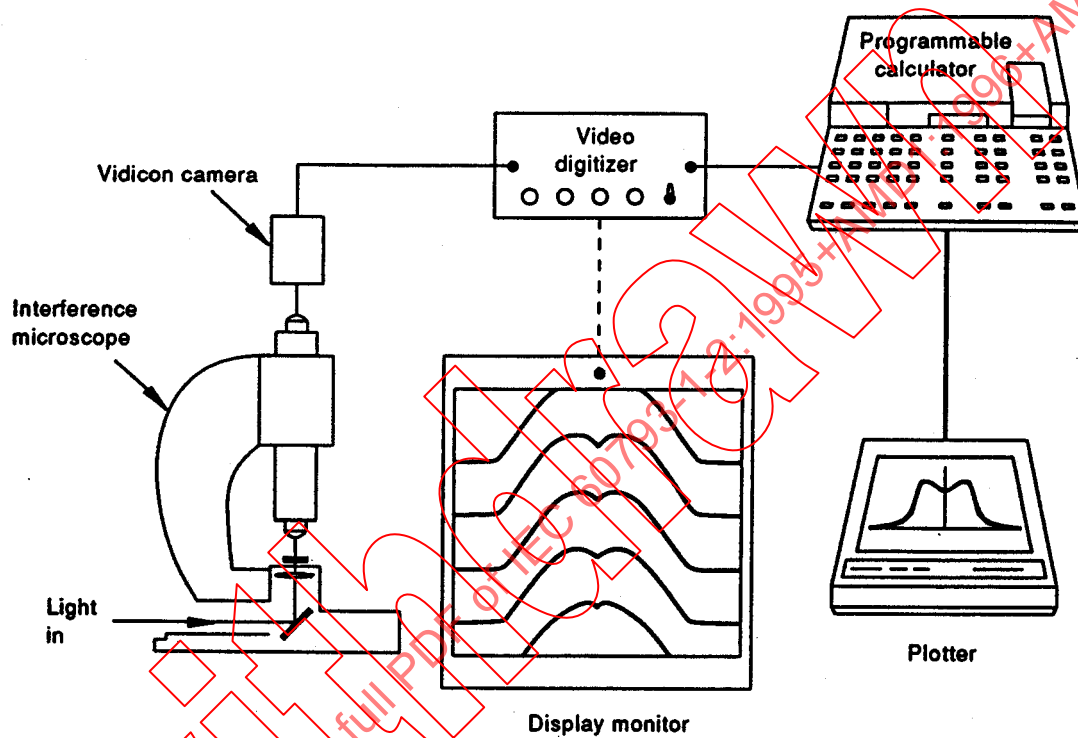 Programmable
calculator
Video
digitizer
Vidicon camera
Interference
microscope
Light
in
Plotter
Display monitor
full PDF of IEC 60793-1-2:1995+AMD1:1996+AM